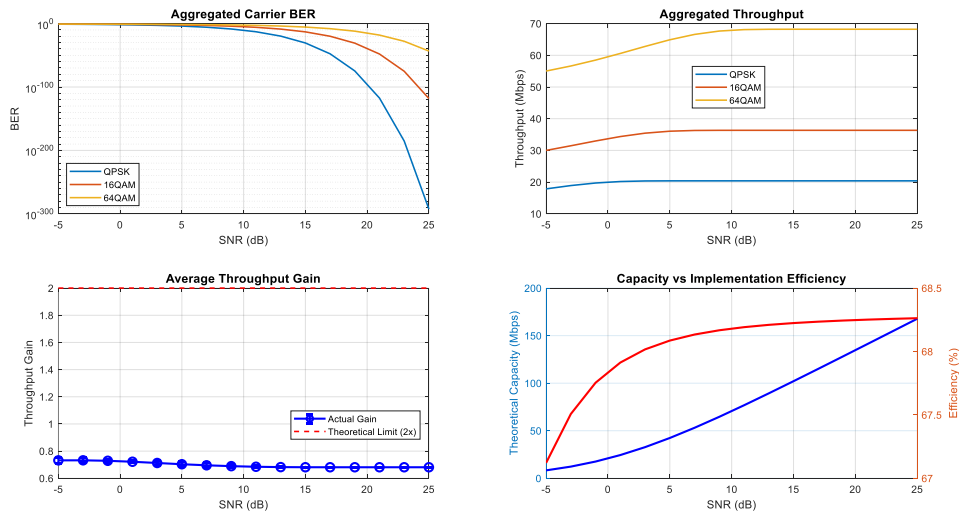 Aggregated Carrier BER
10^0
10^-100
10^-200
10^-300
BER
QPSK
16QAM
64QAM
-5 0 5 10 15 20 25
SNR (dB)
Aggregated Throughput
70
60
50
40
30
20
10
Throughput (Mbps)
QPSK
16QAM
64QAM
-5 0 5 10 15 20 25
SNR (dB)
Average Throughput Gain
2
1.8
1.6
1.4
1.2
1
0.8
0.6
Throughput Gain
Actual Gain
Theoretical Limit (2x)
-5 0 5 10 15 20 25
SNR (dB)
Capacity vs Implementation Efficiency
200
150
100
50
0
Theoretical Capacity (Mbps)
68.5
68
67.5
67
Efficiency (%)
-5 0 5 10 15 20 25
SNR (dB)